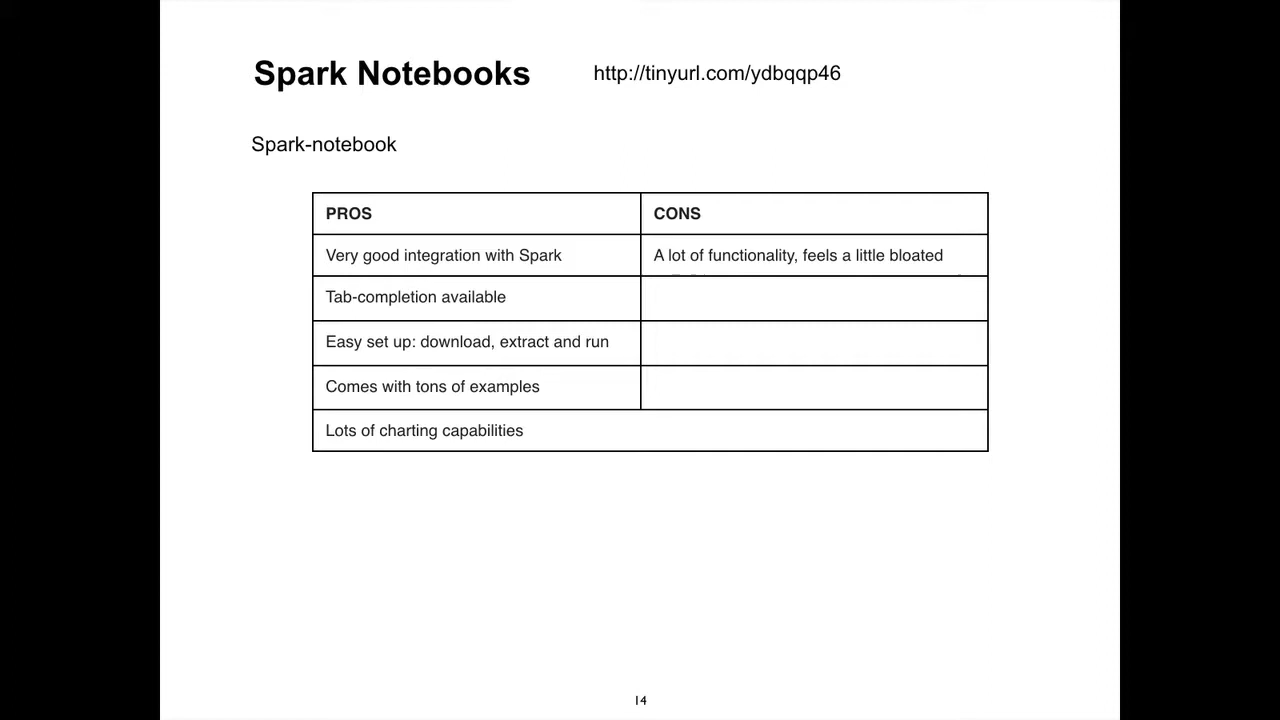 Spark Notebooks http://tinyurl.com/ydbqqp46
Spark-notebook
PROS CONS
Very good integration with Spark A lot of functionality, feels a little bloated
Tab-completion available
Easy set up: download, extract and run
Comes with tons of examples
Lots of charting capabilities
14